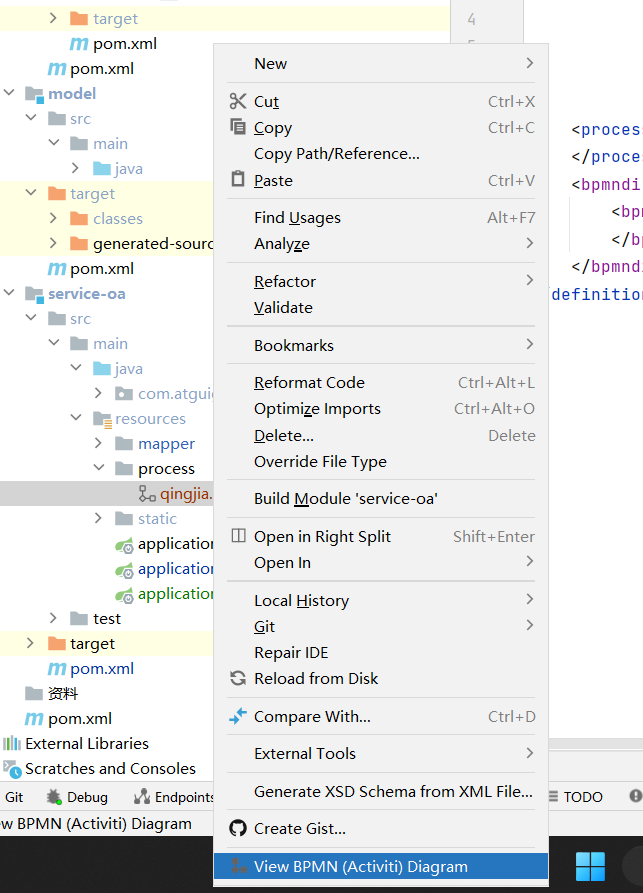 target
pom.xml
pom.xml
model
src
main
java
target
classes
generated-sourc
pom.xml
service-oa
src
main
java
com.atguig
resources
mapper
process
qingjia.
static
application
application
application
test
target
pom.xml
资料
pom.xml
External Libraries
Scratches and Consoles
Git Debug Endpoints
w BPMN (Activiti) Diagram
New
Cut Ctrl+X
Copy Ctrl+C
Copy Path/Reference...
Paste Ctrl+V
Find Usages Alt+F7
Analyze
Refactor
Validate
Bookmarks
Reformat Code Ctrl+Alt+L
Optimize Imports Ctrl+Alt+O
Delete... Delete
Override File Type
Build Module 'service-oa'
Open in Right Split Shift+Enter
Open In
Local History
Git
Repair IDE
Reload from Disk
Compare With... Ctrl+D
External Tools
Generate XSD Schema from XML File...
Create Gist...
View BPMN (Activiti) Diagram
4
<process
</proces
<bpmndi
<bpm
</bp
</bpmnd
definition
TODO